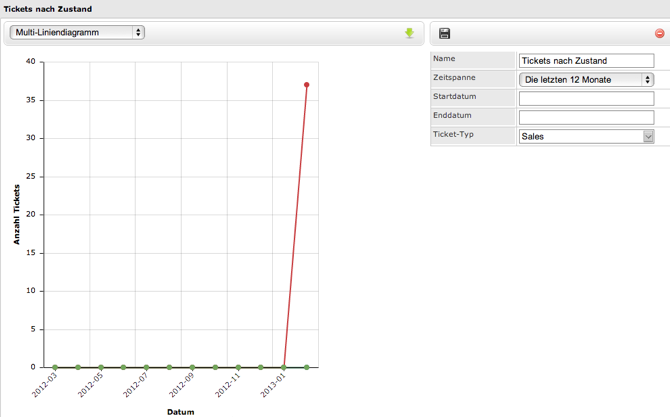 Tickets nach Zustand
Multi-Liniendiagramm
Name
Tickets nach Zustand
Zeitspanne
Die letzten 12 Monate
Startdatum
Enddatum
Ticket-Typ
Sales
40
35
30
25
20
15
10
5
0
Anzahl Tickets
2012-03
2012-05
2012-07
2012-09
2012-11
2013-01
Datum